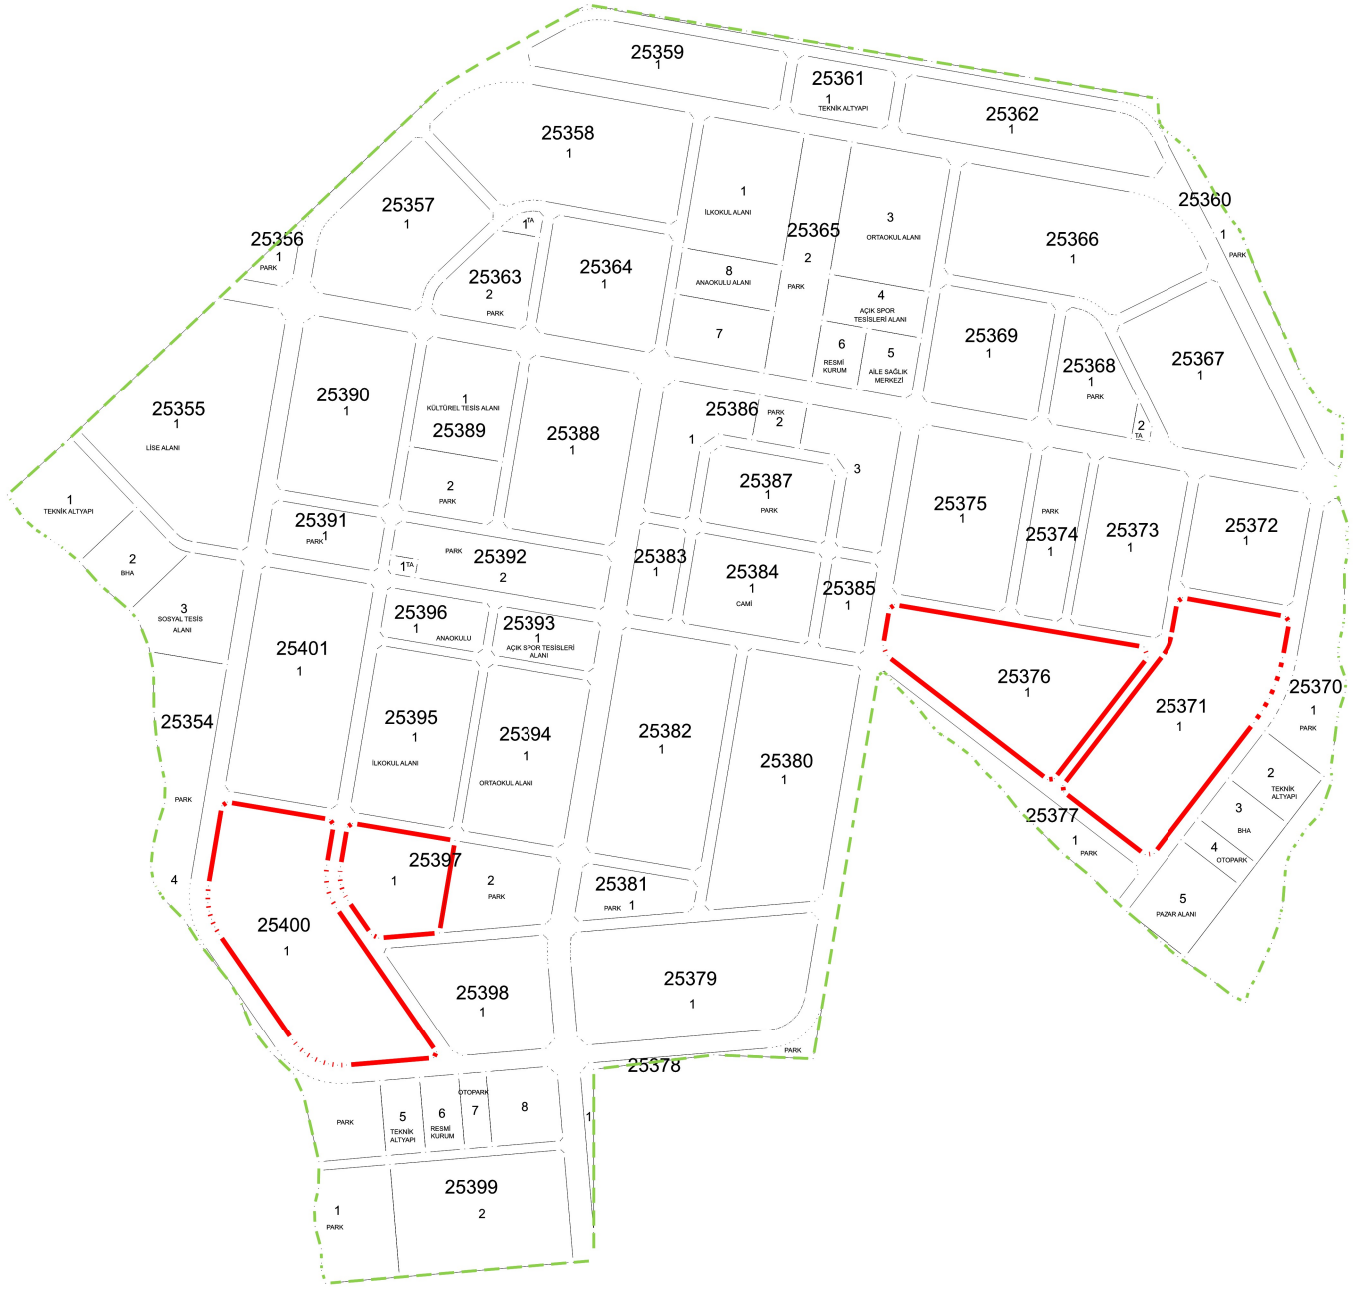 25359
1
25361
1
TEKNİK ALTYAPI
25362
1
25358
1
25357
1
25356
1
PARK
1
TA
25363
2
PARK
25364
1
1
İLKOKUL ALANI
8
ANAOKULU ALANI
7
25365
2
PARK
3
ORTAOKUL ALANI
4
AÇIK SPOR
TESİSLERİ ALANI
6
RESMİ
KURUM
5
AİLE SAĞLIK
MERKEZİ
25360
1
PARK
25366
1
25369
1
25368
1
PARK
2
TA
25367
1
25355
1
LİSE ALANI
25390
1
1
KÜLTÜREL TESİS ALANI
25389
2
PARK
25388
1
25386
1
PARK
2
3
25387
1
PARK
25375
1
PARK
25374
1
25373
1
25372
1
1
TEKNİK ALTYAPI
2
BHA
3
SOSYAL TESİS
ALANI
25391
1
PARK
PARK
25392
2
1
TA
25383
1
25384
1
CAMİ
25385
1
25396
1
ANAOKULU
25393
1
AÇIK SPOR TESİSLERİ
ALANI
25401
1
25354
PARK
4
25395
1
İLKOKUL ALANI
25394
1
ORTAOKUL ALANI
25382
1
25380
1
25376
1
25371
1
25370
1
PARK
2
TEKNİK
ALTYAPI
3
BHA
4
OTOPARK
5
PAZAR ALANI
25377
1
PARK
25397
1
2
PARK
25381
PARK
1
25400
1
25398
1
25379
1
PARK
25378
1
PARK
5
TEKNİK
ALTYAPI
6
RESMİ
KURUM
OTOPARK
7
8
25399
2
1
PARK